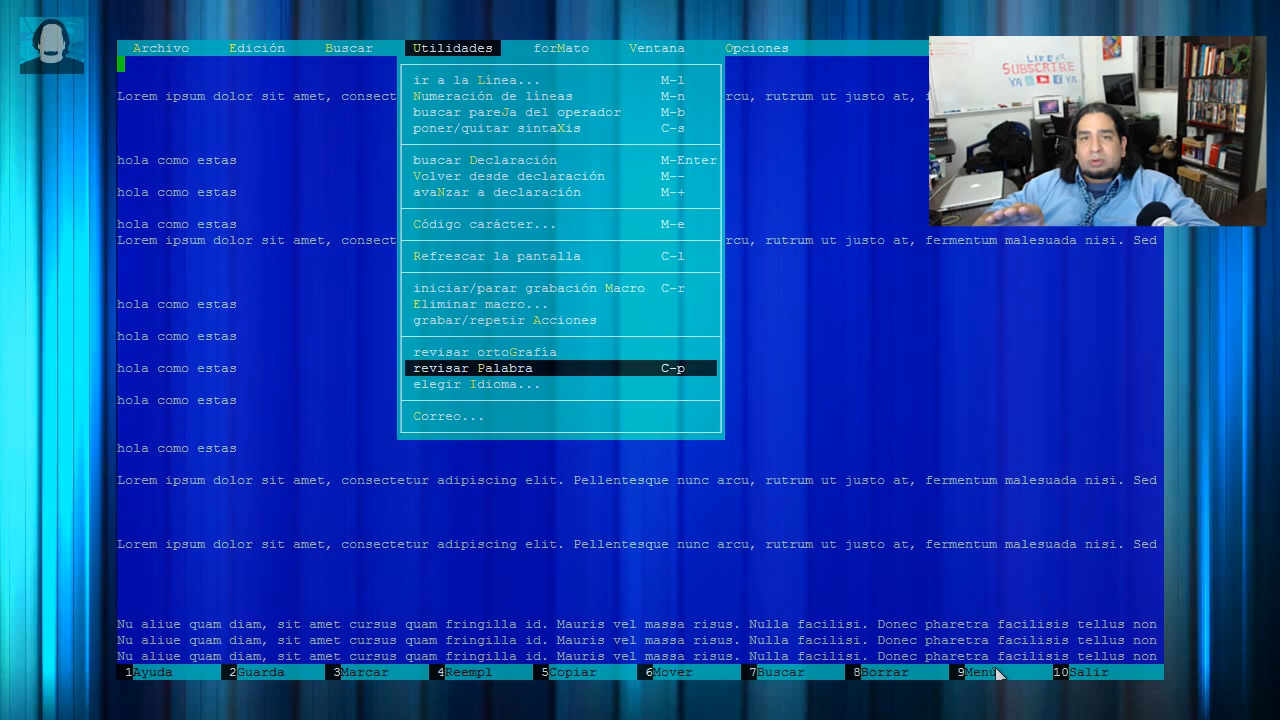 Archivo Edición Buscar Utilidades forMato Ventana Opciones
ir a la Línea... M-l
Numeración de líneas M-n
buscar pareJa del operador M-b
poner/quitar sintaXis C-s
buscar Declaración M-Enter
Volver desde declaración M--
avaNzar a declaración M-+
Código carácter... M-e
Refrescar la pantalla C-l
iniciar/parar grabación Macro C-r
Eliminar macro...
grabar/repetir Acciones
revisar ortoGrafía
revisar Palabra C-p
elegir Idioma...
Correo...
Lorem ipsum dolor sit amet, consect
rcu, rutrum ut justo at,
hola como estas
hola como estas
hola como estas
Lorem ipsum dolor sit amet, consect
rcu, rutrum ut justo at, fermentum malesuada nisi. Sed
hola como estas
hola como estas
hola como estas
hola como estas
hola como estas
Lorem ipsum dolor sit amet, consectetur adipiscing elit. Pellentesque nunc arcu, rutrum ut justo at, fermentum malesuada nisi. Sed
Lorem ipsum dolor sit amet, consectetur adipiscing elit. Pellentesque nunc arcu, rutrum ut justo at, fermentum malesuada nisi. Sed
Nu aliue quam diam, sit amet cursus quam fringilla id. Mauris vel massa risus. Nulla facilisi. Donec pharetra facilisis tellus non
Nu aliue quam diam, sit amet cursus quam fringilla id. Mauris vel massa risus. Nulla facilisi. Donec pharetra facilisis tellus non
Nu aliue quam diam, sit amet cursus quam fringilla id. Mauris vel massa risus. Nulla facilisi. Donec pharetra facilisis tellus non
1Ayuda 2Guarda 3Marcar 4Reempl 5Copiar 6Mover 7Buscar 8Borrar 9Menú 10Salir
LIKE
SUBSCRIBE
YA YA